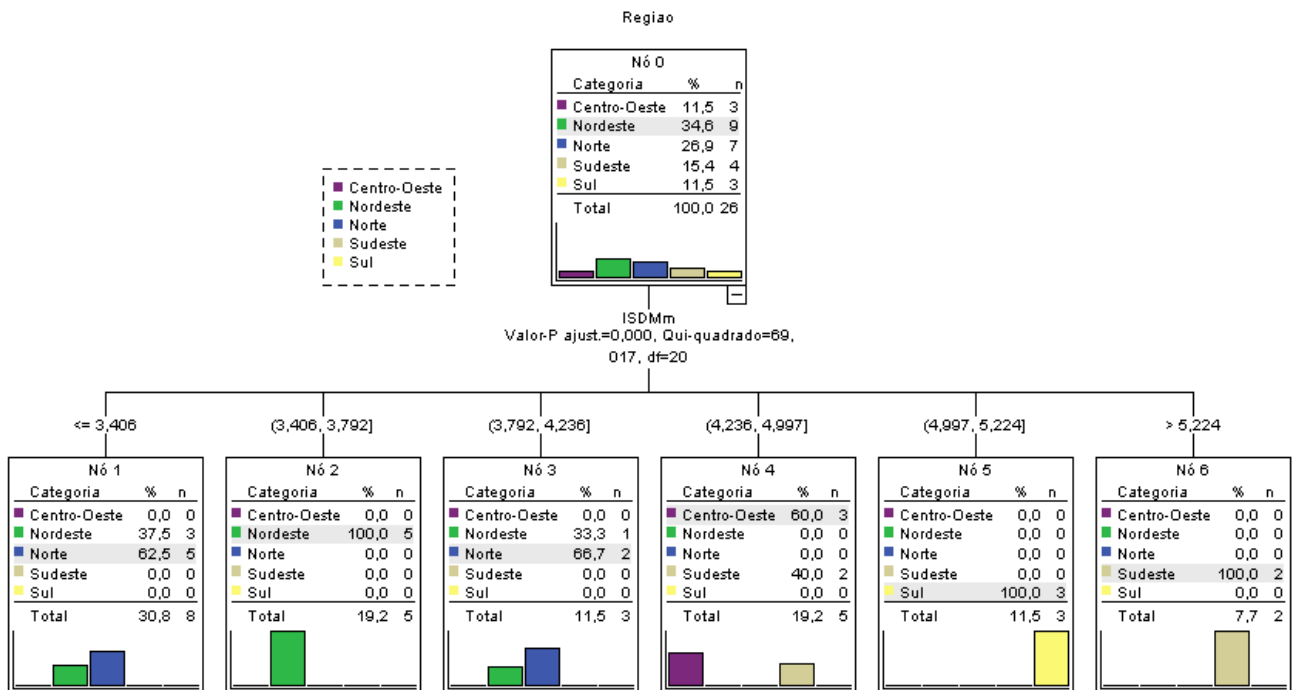 Regiao
Nó 0
Categoria % n
Centro-Oeste 11,5 3
Nordeste 34,6 9
Norte 26,9 7
Sudeste 15,4 4
Sul 11,5 3
Total 100,0 26
Centro-Oeste
Nordeste
Norte
Sudeste
Sul
ISDMm
Valor-P ajust.=0,000, Qui-quadrado=69,
017, df=20
<= 3,406
(3,406, 3,792]
(3,792, 4,236]
(4,236, 4,997]
(4,997, 5,224]
> 5,224
Nó 1
Categoria % n
Centro-Oeste 0,0 0
Nordeste 37,5 3
Norte 62,5 5
Sudeste 0,0 0
Sul 0,0 0
Total 30,8 8
Nó 2
Categoria % n
Centro-Oeste 0,0 0
Nordeste 100,0 5
Norte 0,0 0
Sudeste 0,0 0
Sul 0,0 0
Total 19,2 5
Nó 3
Categoria % n
Centro-Oeste 0,0 0
Nordeste 33,3 1
Norte 66,7 2
Sudeste 0,0 0
Sul 0,0 0
Total 11,5 3
Nó 4
Categoria % n
Centro-Oeste 60,0 3
Nordeste 0,0 0
Norte 0,0 0
Sudeste 40,0 2
Sul 0,0 0
Total 19,2 5
Nó 5
Categoria % n
Centro-Oeste 0,0 0
Nordeste 0,0 0
Norte 0,0 0
Sudeste 0,0 0
Sul 100,0 3
Total 11,5 3
Nó 6
Categoria % n
Centro-Oeste 0,0 0
Nordeste 0,0 0
Norte 0,0 0
Sudeste 100,0 2
Sul 0,0 0
Total 7,7 2